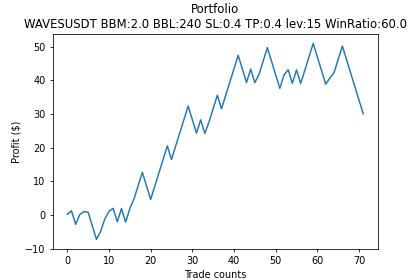 Portfolio
WAVESUSDT BBM:2.0 BBL:240 SL:0.4 TP:0.4 lev:15 WinRatio:60.0
50
40
30
20
10
0
−10
Profit ($)
0 10 20 30 40 50 60 70
Trade counts